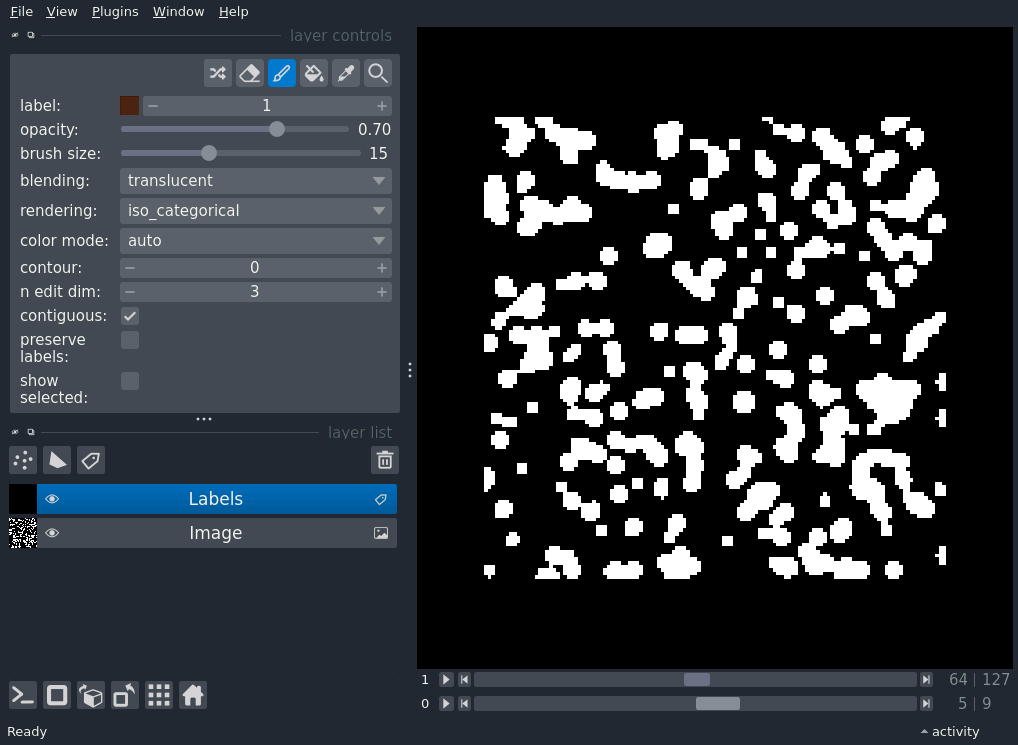 File View Plugins Window Help
layer controls
label: 1
opacity: 0.70
brush size: 15
blending: translucent
rendering: iso_categorical
color mode: auto
contour: 0
n edit dim: 3
contiguous:
preserve
labels:
show
selected:
layer list
Labels
Image
1 64 | 127
0 5 | 9
Ready activity